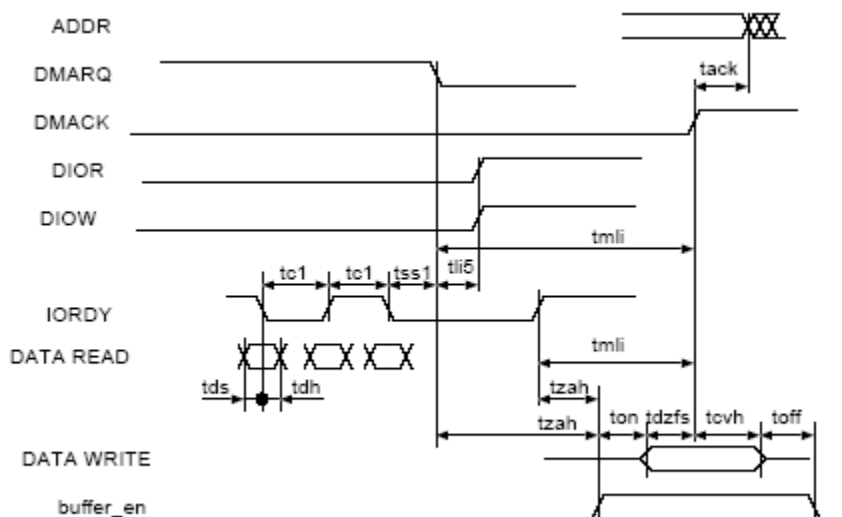 ADDR
DMARQ
tack
DMACK
DIOR
DIOW
tmli
tc1 tc1 tss1 tli5
IORDY
tmli
DATA READ
tds tdh
tzah
tzah ton tdzfs tcvh toff
DATA WRITE
buffer_en